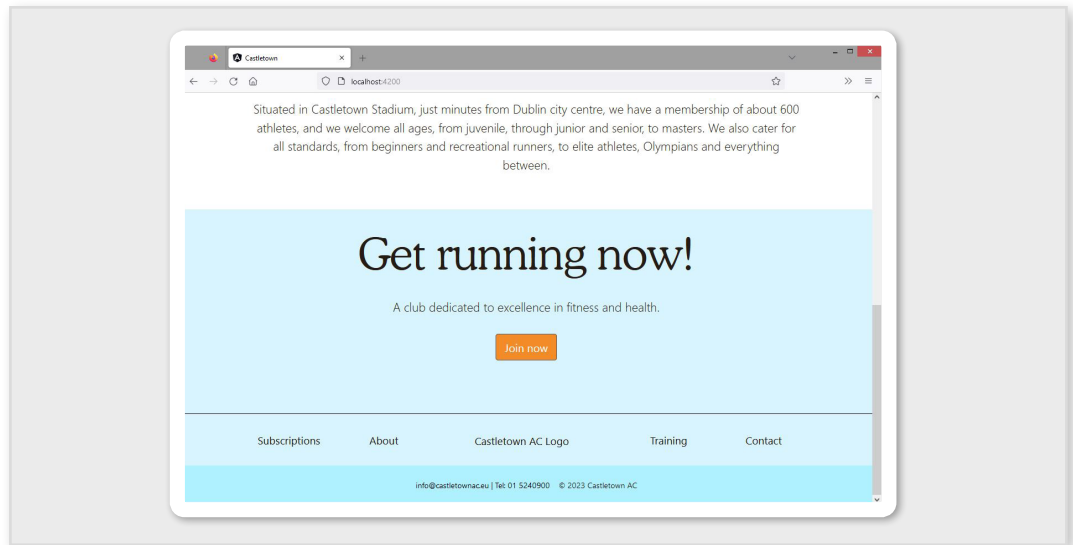 Castletown
localhost:4200
Situated in Castletown Stadium, just minutes from Dublin city centre, we have a membership of about 600
athletes, and we welcome all ages, from juvenile, through junior and senior, to masters. We also cater for
all standards, from beginners and recreational runners, to elite athletes, Olympians and everything
between.
Get running now!
A club dedicated to excellence in fitness and health.
Join now
Subscriptions About Castletown AC Logo Training Contact
info@castletownac.eu | Tel: 01 5240900 © 2023 Castletown AC